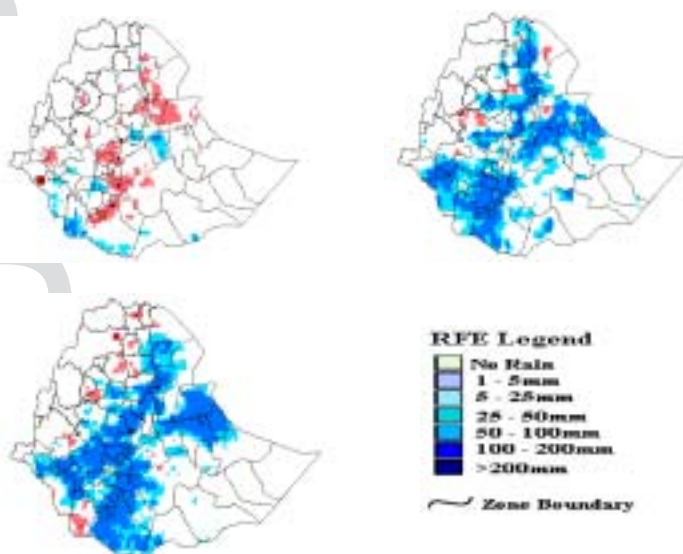 RFE Legend
No Rain
1 - 5mm
5 - 25mm
25 - 50mm
50 - 100mm
100 - 200mm
>200mm
Zone Boundary